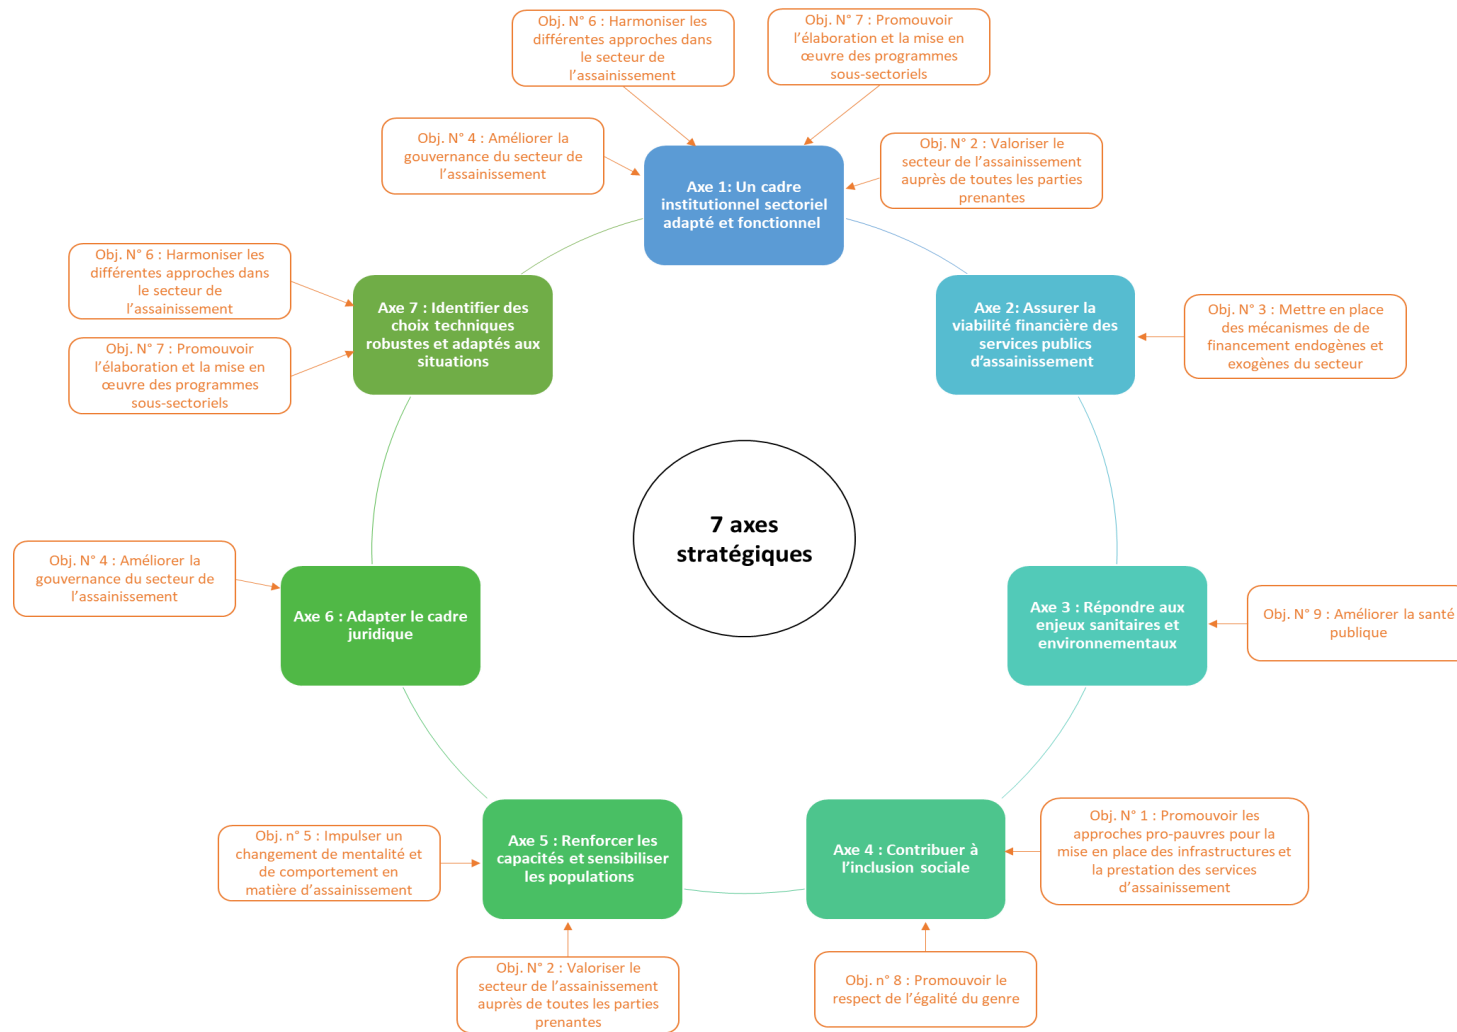 Obj. N° 6 : Harmoniser les
différentes approches dans
le secteur de
l’assainissement
Obj. N° 7 : Promouvoir
l’élaboration et la mise en
œuvre des programmes
sous-sectoriels
Obj. N° 4 : Améliorer la
gouvernance du secteur de
l’assainissement
Obj. N° 2 : Valoriser le
secteur de l’assainissement
auprès de toutes les parties
prenantes
Axe 1: Un cadre
institutionnel sectoriel
adapté et fonctionnel
Obj. N° 6 : Harmoniser les
différentes approches dans
le secteur de
l’assainissement
Obj. N° 7 : Promouvoir
l’élaboration et la mise en
œuvre des programmes
sous-sectoriels
Axe 7 : Identifier des
choix techniques
robustes et adaptés aux
situations
Axe 2: Assurer la
viabilité financière des
services publics
d’assainissement
Obj. N° 3 : Mettre en place
des mécanismes de de
financement endogènes et
exogènes du secteur
7 axes
stratégiques
Obj. N° 4 : Améliorer la
gouvernance du secteur de
l’assainissement
Axe 6 : Adapter le cadre
juridique
Axe 3 : Répondre aux
enjeux sanitaires et
environnementaux
Obj. N° 9 : Améliorer la santé
publique
Obj. n° 5 : Impulser un
changement de mentalité et
de comportement en
matière d’assainissement
Axe 5 : Renforcer les
capacités et sensibiliser
les populations
Axe 4 : Contribuer à
l’inclusion sociale
Obj. N° 1 : Promouvoir les
approches pro-pauvres pour la
mise en place des infrastructures et
la prestation des services
d’assainissement
Obj. N° 2 : Valoriser le
secteur de l’assainissement
auprès de toutes les parties
prenantes
Obj. n° 8 : Promouvoir le
respect de l’égalité du genre